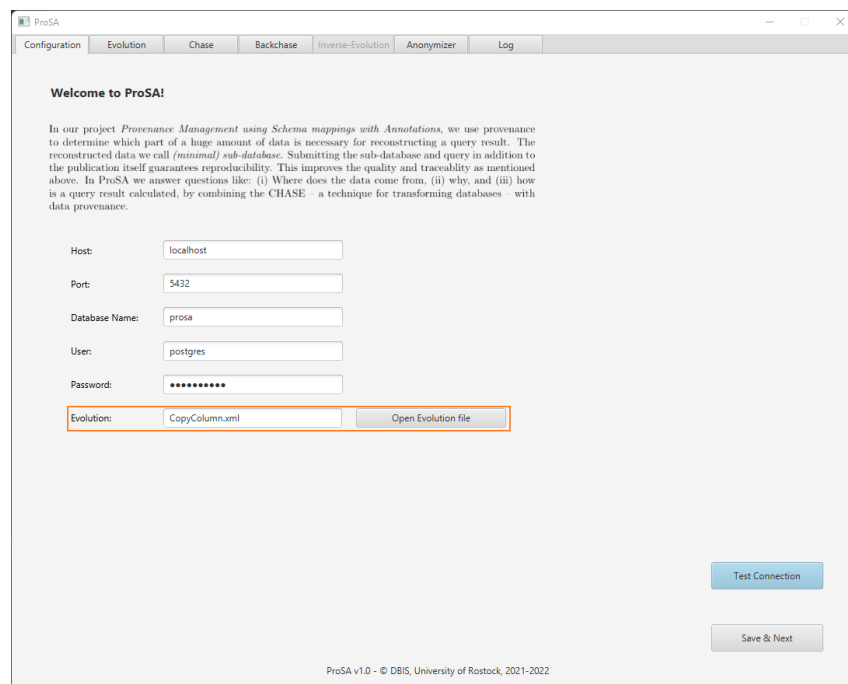 ProSA
Configuration Evolution Chase Backchase Inverse-Evolution Anonymizer Log
Welcome to ProSA!
In our project Provenance Management using Schema mappings with Annotations, we use provenance
to determine which part of a huge amount of data is necessary for reconstructing a query result. The
reconstructed data we call (minimal) sub-database. Submitting the sub-database and query in addition to
the publication itself guarantees reproducibility. This improves the quality and traceablity as mentioned
above. In ProSA we answer questions like: (i) Where does the data come from, (ii) why, and (iii) how
is a query result calculated, by combining the CHASE – a technique for transforming databases – with
data provenance.
Host: localhost
Port: 5432
Database Name: prosa
User: postgres
Password: ●●●●●●●●●●
Evolution: CopyColumn.xml Open Evolution file
Test Connection
Save & Next
ProSA v1.0 - © DBIS, University of Rostock, 2021-2022